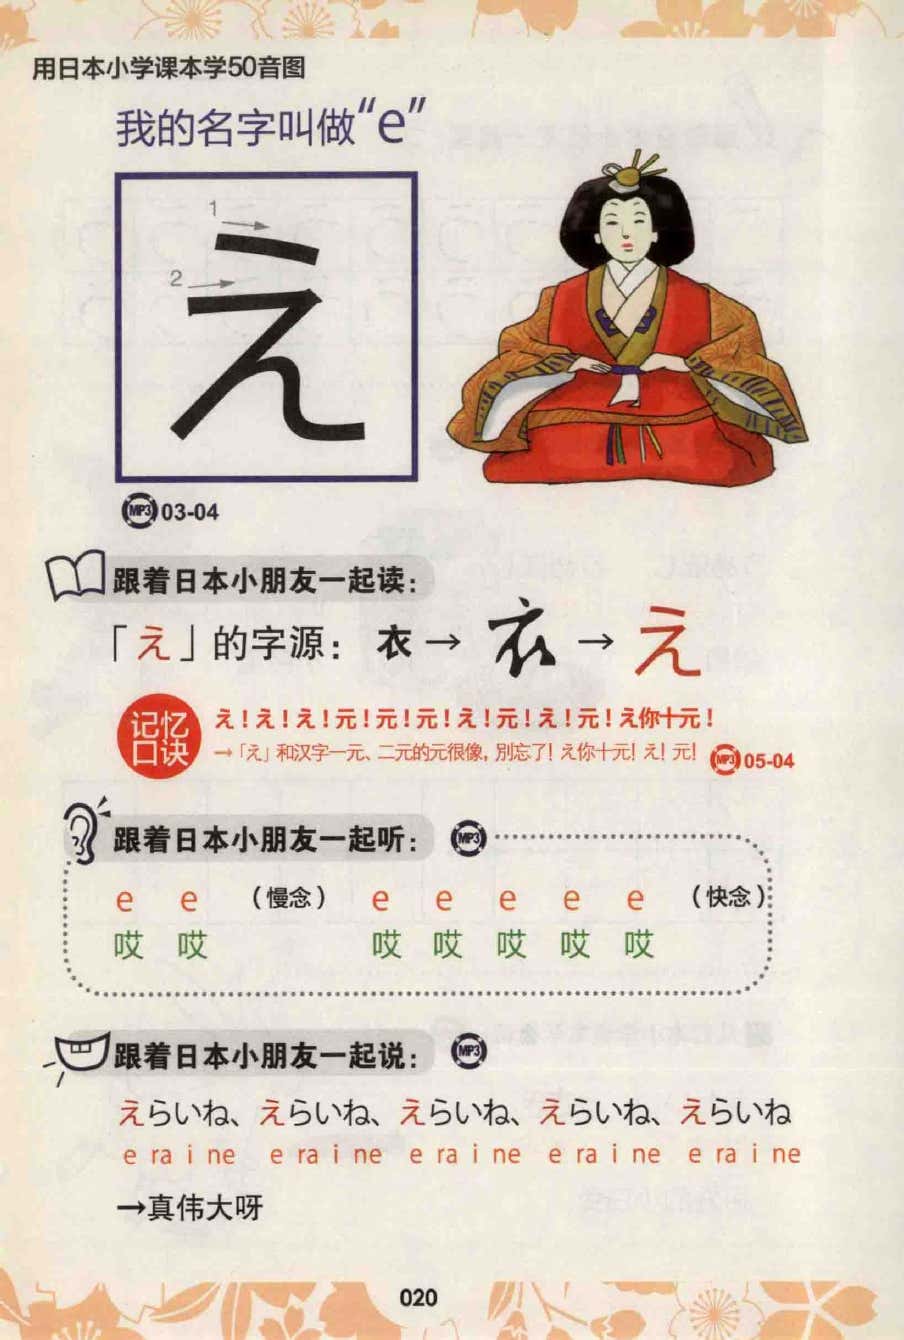 用日本小学课本学50音图
我的名字叫做“e”
1
2
え
MP3 03-04
跟着日本小朋友一起读：
「え」的字源：衣→衣→え
记忆
口诀
え！え！え！元！元！元！え！元！え！元！え你十元！
→「え」和汉字一元、二元的元很像，别忘了！え你十元！え！元！
MP3 05-04
跟着日本小朋友一起听： MP3
e e （慢念） e e e e e （快念）
哎 哎 哎 哎 哎 哎 哎
跟着日本小朋友一起说： MP3
えらいね、えらいね、えらいね、えらいね、えらいね
e ra i ne e ra i ne e ra i ne e ra i ne e ra i ne
→真伟大呀
020